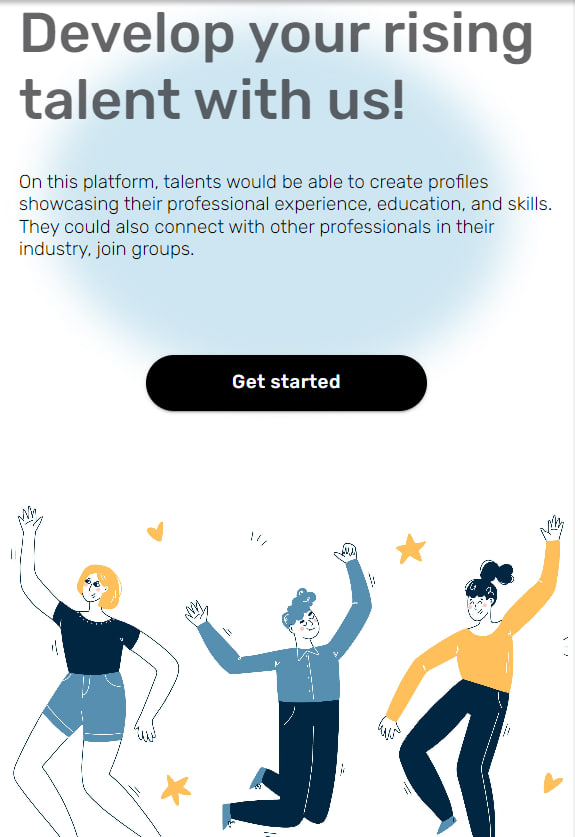 Develop your rising
talent with us!
On this platform, talents would be able to create profiles
showcasing their professional experience, education, and skills.
They could also connect with other professionals in their
industry, join groups.
Get started